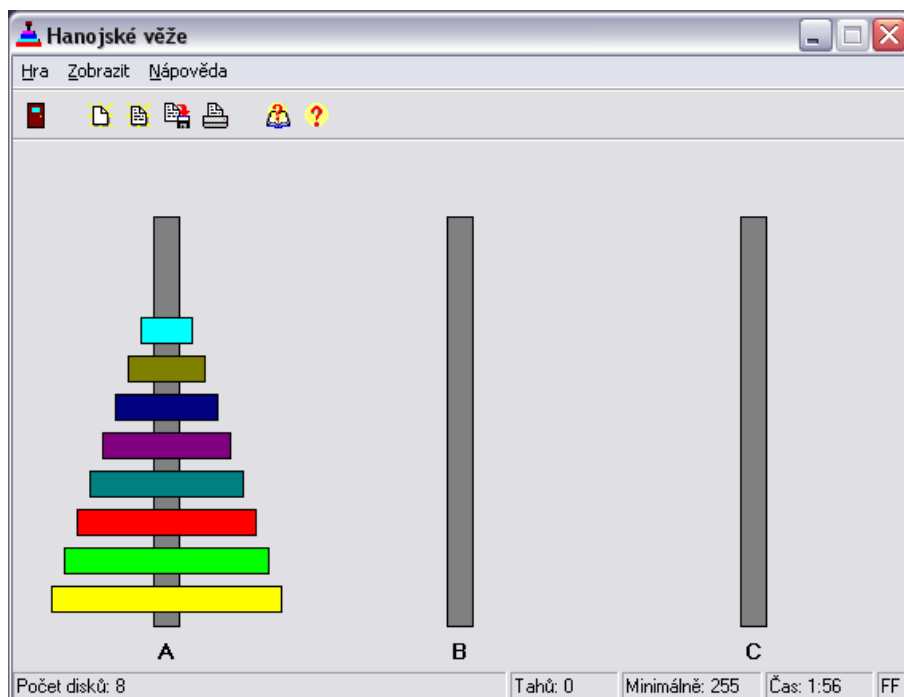 Hanojské věže
Hra Zobrazit Nápověda
A B C
Počet disků: 8 Tahů: 0 Minimálně: 255 Čas: 1:56 FF